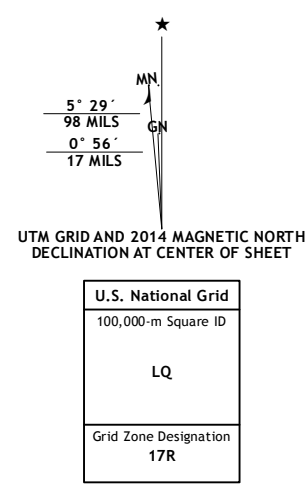 ★
MN
5° 29´
98 MILS
GN
0° 56´
17 MILS
UTM GRID AND 2014 MAGNETIC NORTH
DECLINATION AT CENTER OF SHEET
U.S. National Grid
100,000-m Square ID
LQ
Grid Zone Designation
17R